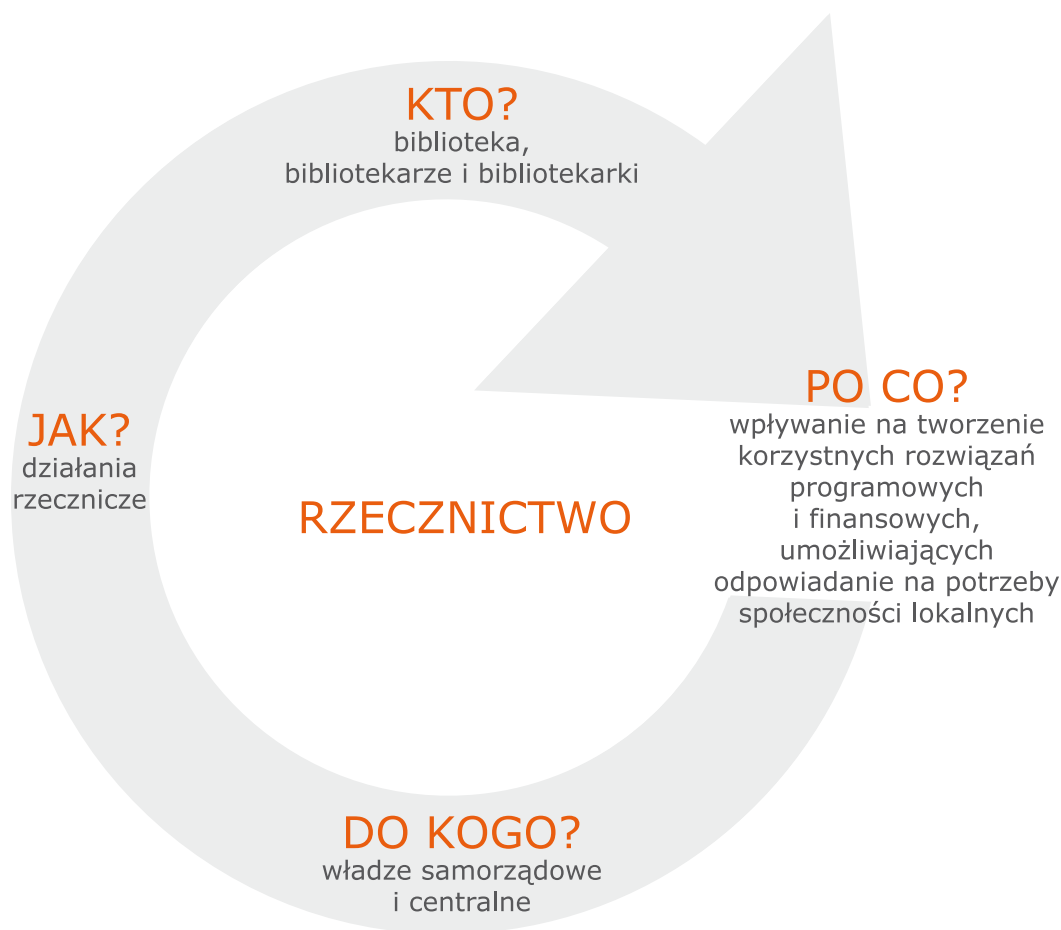 KTO?
biblioteka,
bibliotekarze i bibliotekarki
PO CO?
wpływanie na tworzenie
korzystnych rozwiązań
programowych
i finansowych,
umożliwiających
odpowiadanie na potrzeby
społeczności lokalnych
JAK?
działania
rzecznicze
RZECZNICTWO
DO KOGO?
władze samorządowe
i centralne